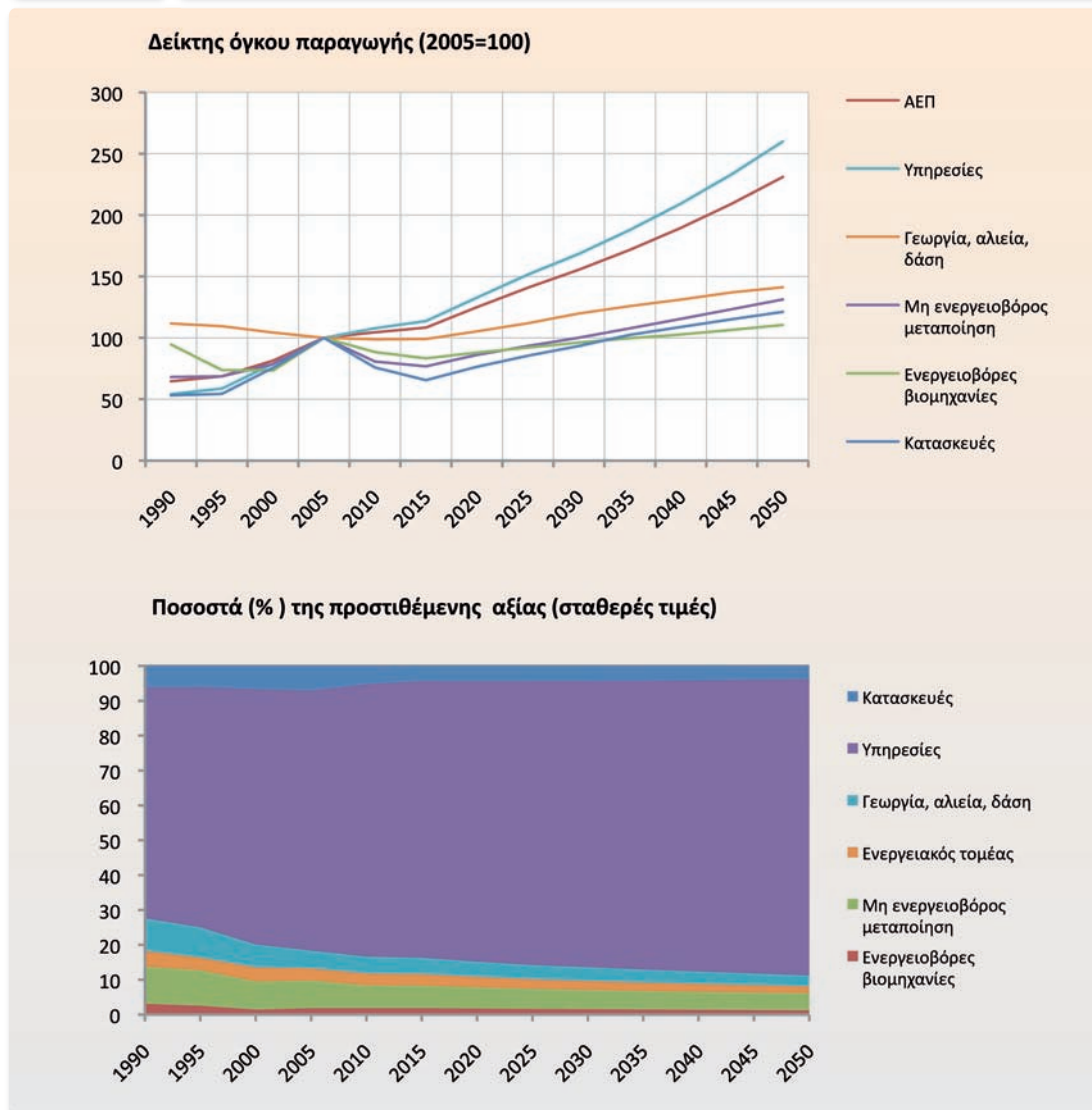 Δείκτης όγκου παραγωγής (2005=100)
300
250
200
150
100
50
0
1990
1995
2000
2005
2010
2015
2020
2025
2030
2035
2040
2045
2050
ΑΕΠ
Υπηρεσίες
Γεωργία, αλιεία,
δάση
Μη ενεργειοβόρος
μεταποίηση
Ενεργειοβόρες
βιομηχανίες
Κατασκευές
Ποσοστά (% ) της προστιθέμενης αξίας (σταθερές τιμές)
100
90
80
70
60
50
40
30
20
10
0
1990
1995
2000
2005
2010
2015
2020
2025
2030
2035
2040
2045
2050
Κατασκευές
Υπηρεσίες
Γεωργία, αλιεία, δάση
Ενεργειακός τομέας
Μη ενεργειοβόρος
μεταποίηση
Ενεργειοβόρες
βιομηχανίες